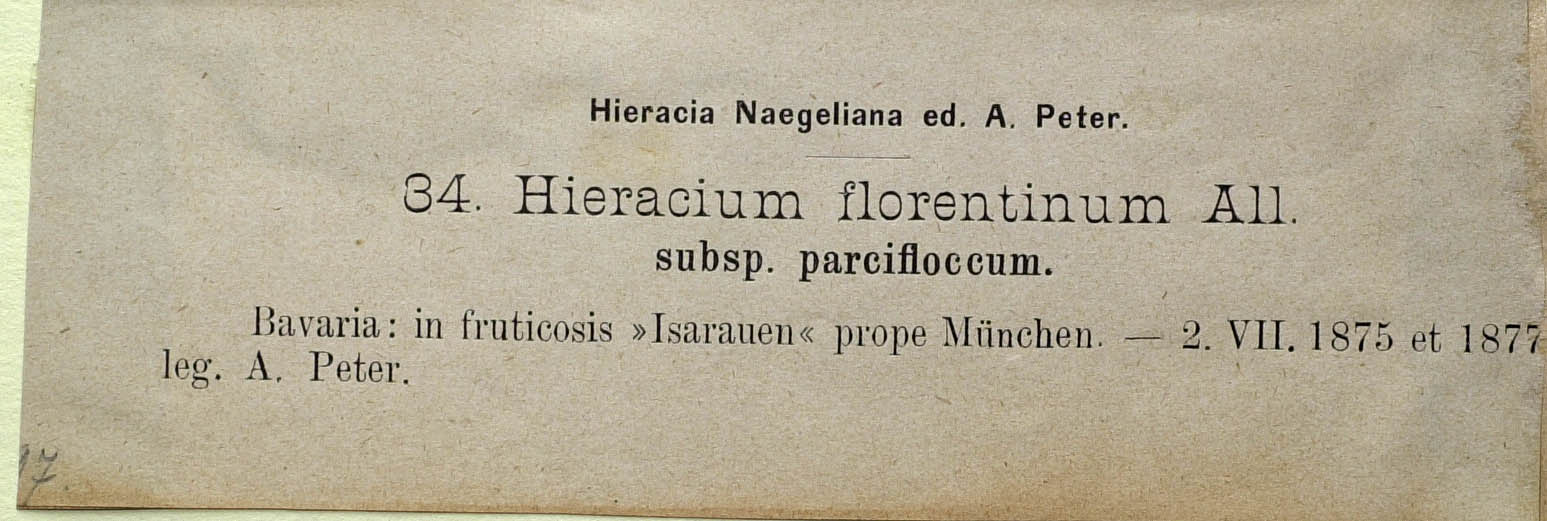 Hieracia Naegeliana ed. A. Peter.
34. Hieracium florentinum All.
subsp. parcifloccum.
Bavaria: in fruticosis »Isarauen« prope München. — 2. VII. 1875 et 1877
leg. A. Peter.
17.